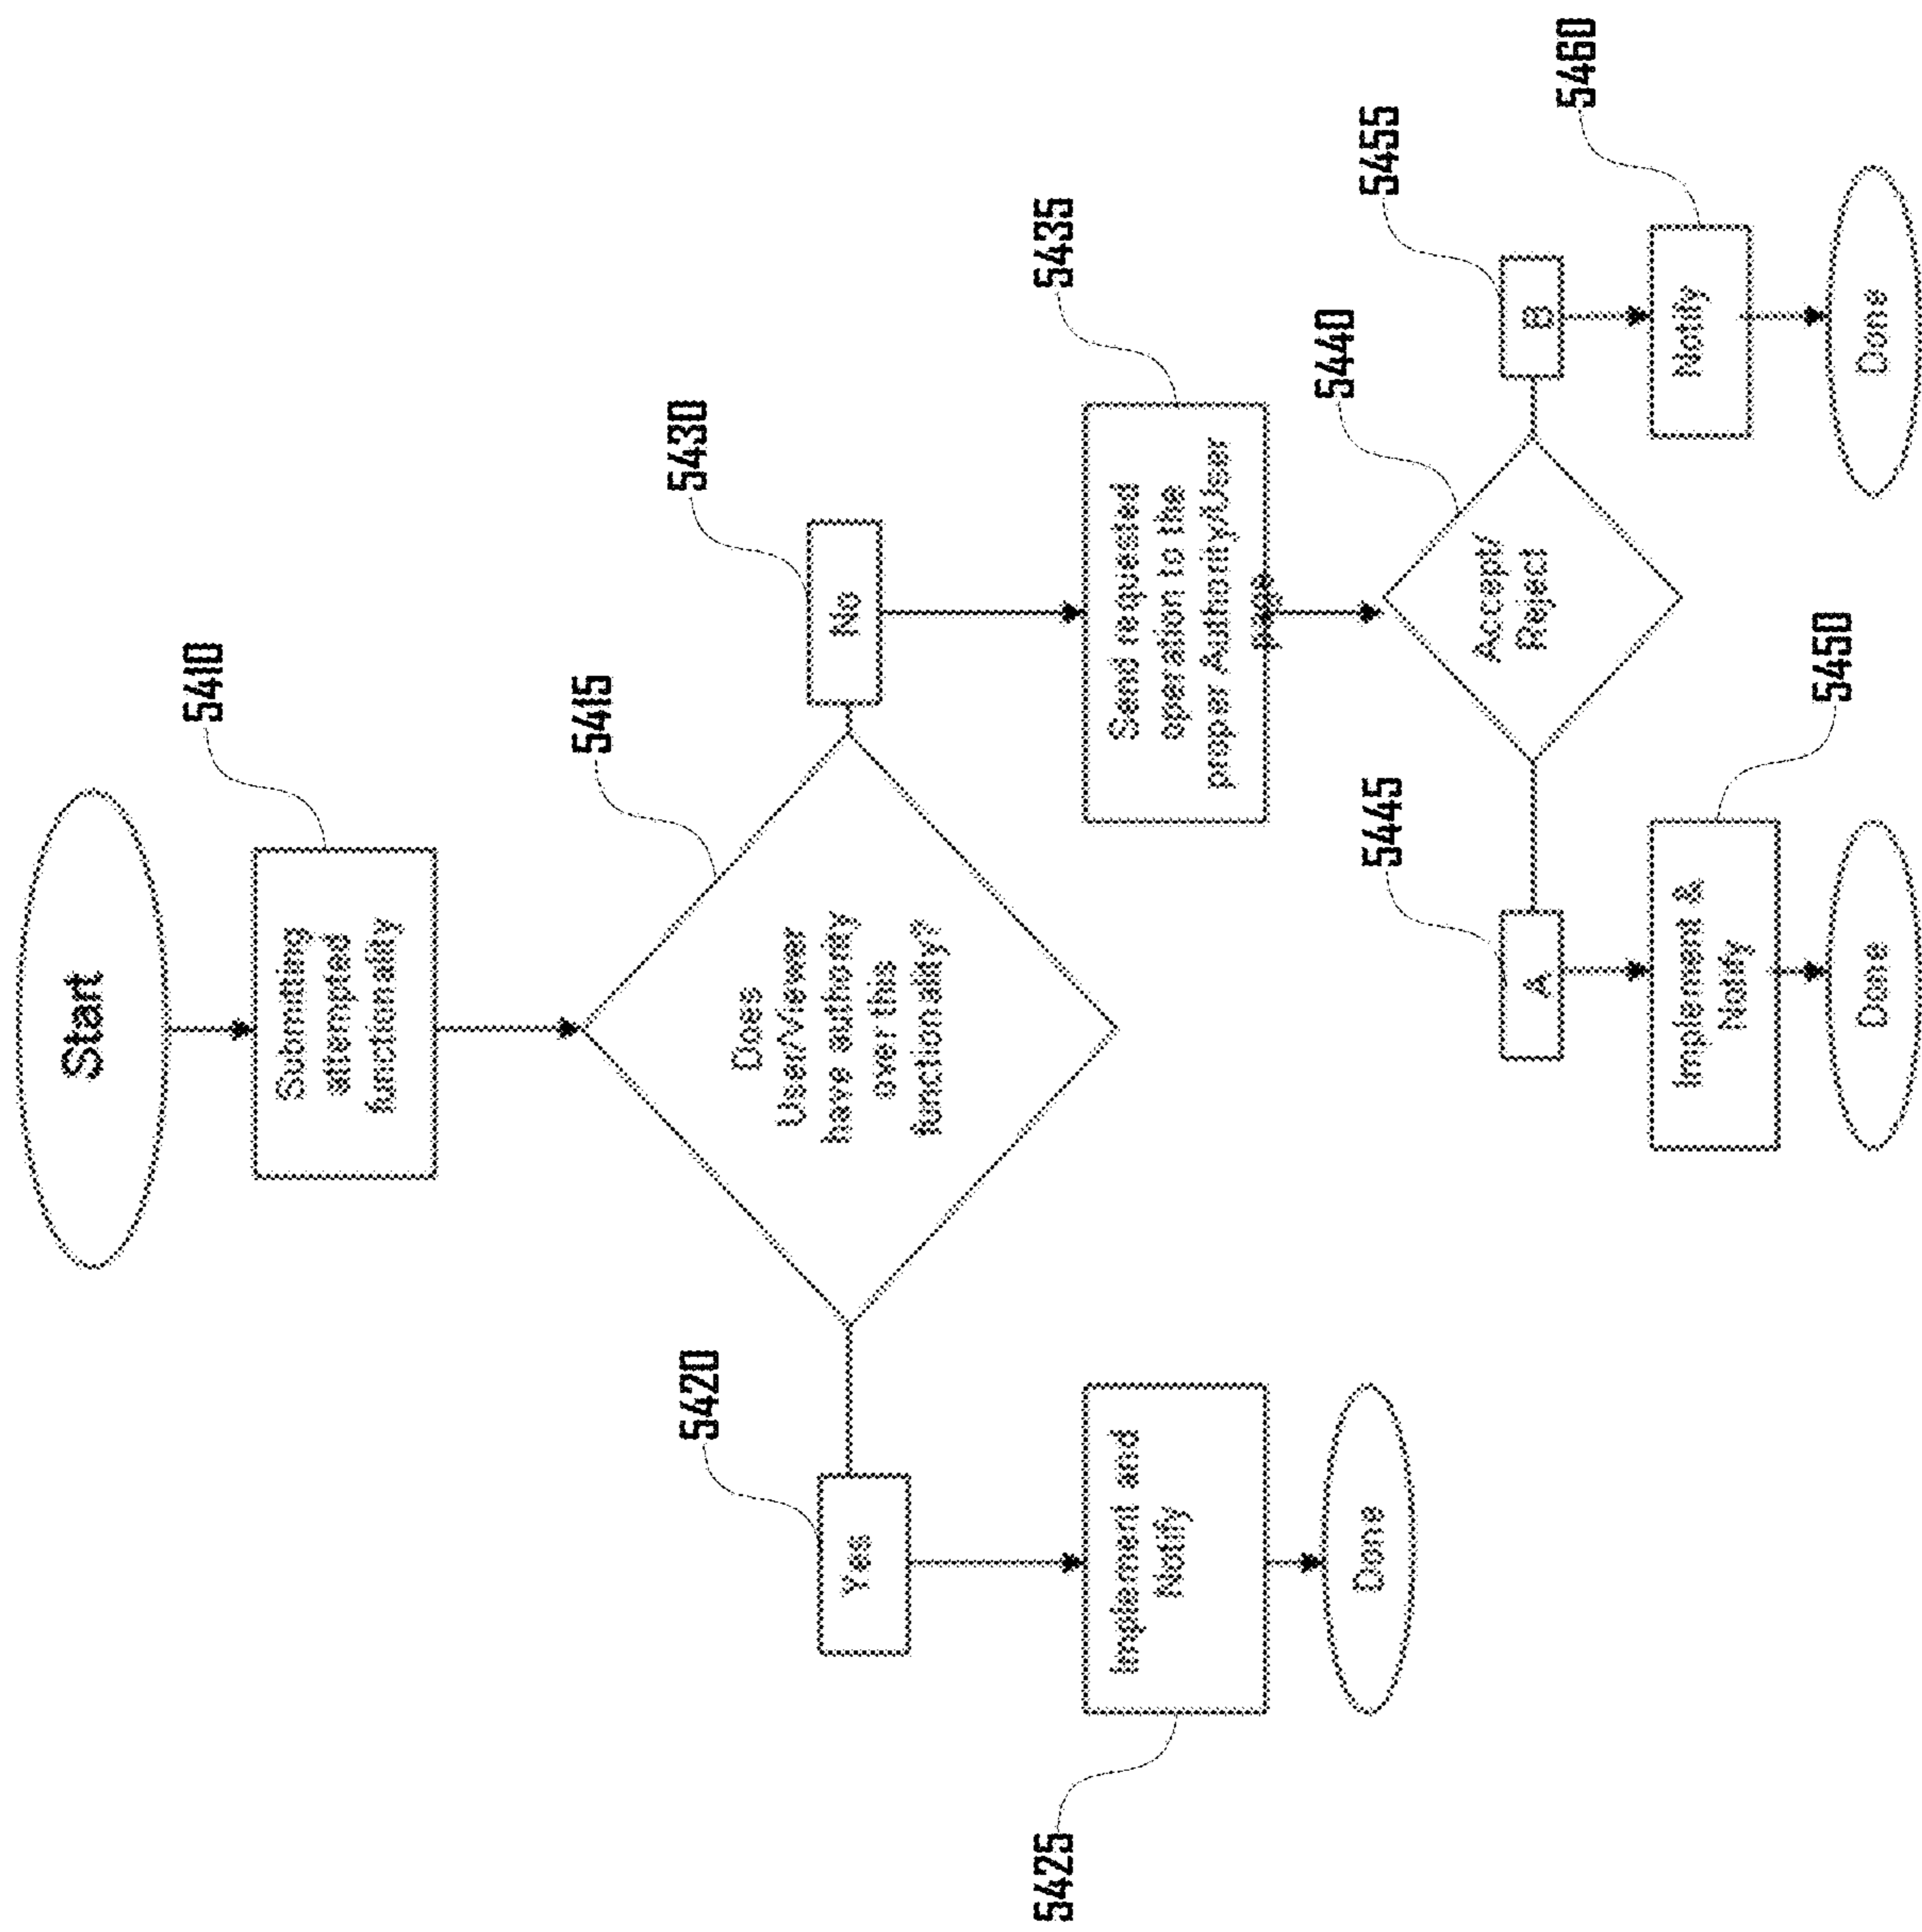 Start
5410
Submitting
attempted
functionality
5415
Does
User/Viewer
have authority
over this
functionality?
5420
Yes
5430
No
5425
Implement and
Notify
Done
5435
Send requested
operation to the
proper Authority/User
page
5440
Accept/
Reject
5445
A
5455
B
5450
Implement &
Notify
Done
5460
Notify
Done